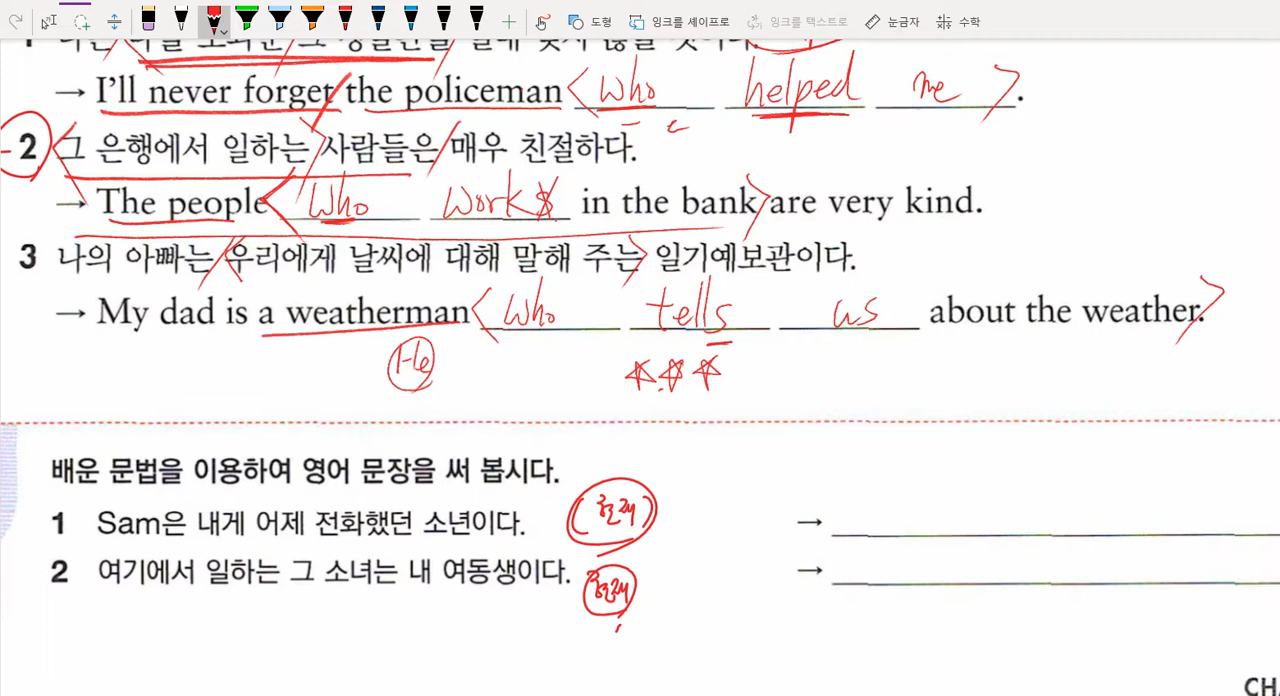 도형 잉크를 셰이프로 잉크를 텍스트로 눈금자 수학
→ I'll never forget the policeman who helped me.
2 그 은행에서 일하는 사람들은 매우 친절하다.
→ The people who work in the bank are very kind.
3 나의 아빠는 우리에게 날씨에 대해 말해 주는 일기예보관이다.
→ My dad is a weatherman who tells us about the weather.
He
배운 문법을 이용하여 영어 문장을 써 봅시다.
1 Sam은 내게 어제 전화했던 소년이다. (현재) →
2 여기에서 일하는 그 소녀는 내 여동생이다. 현재 →